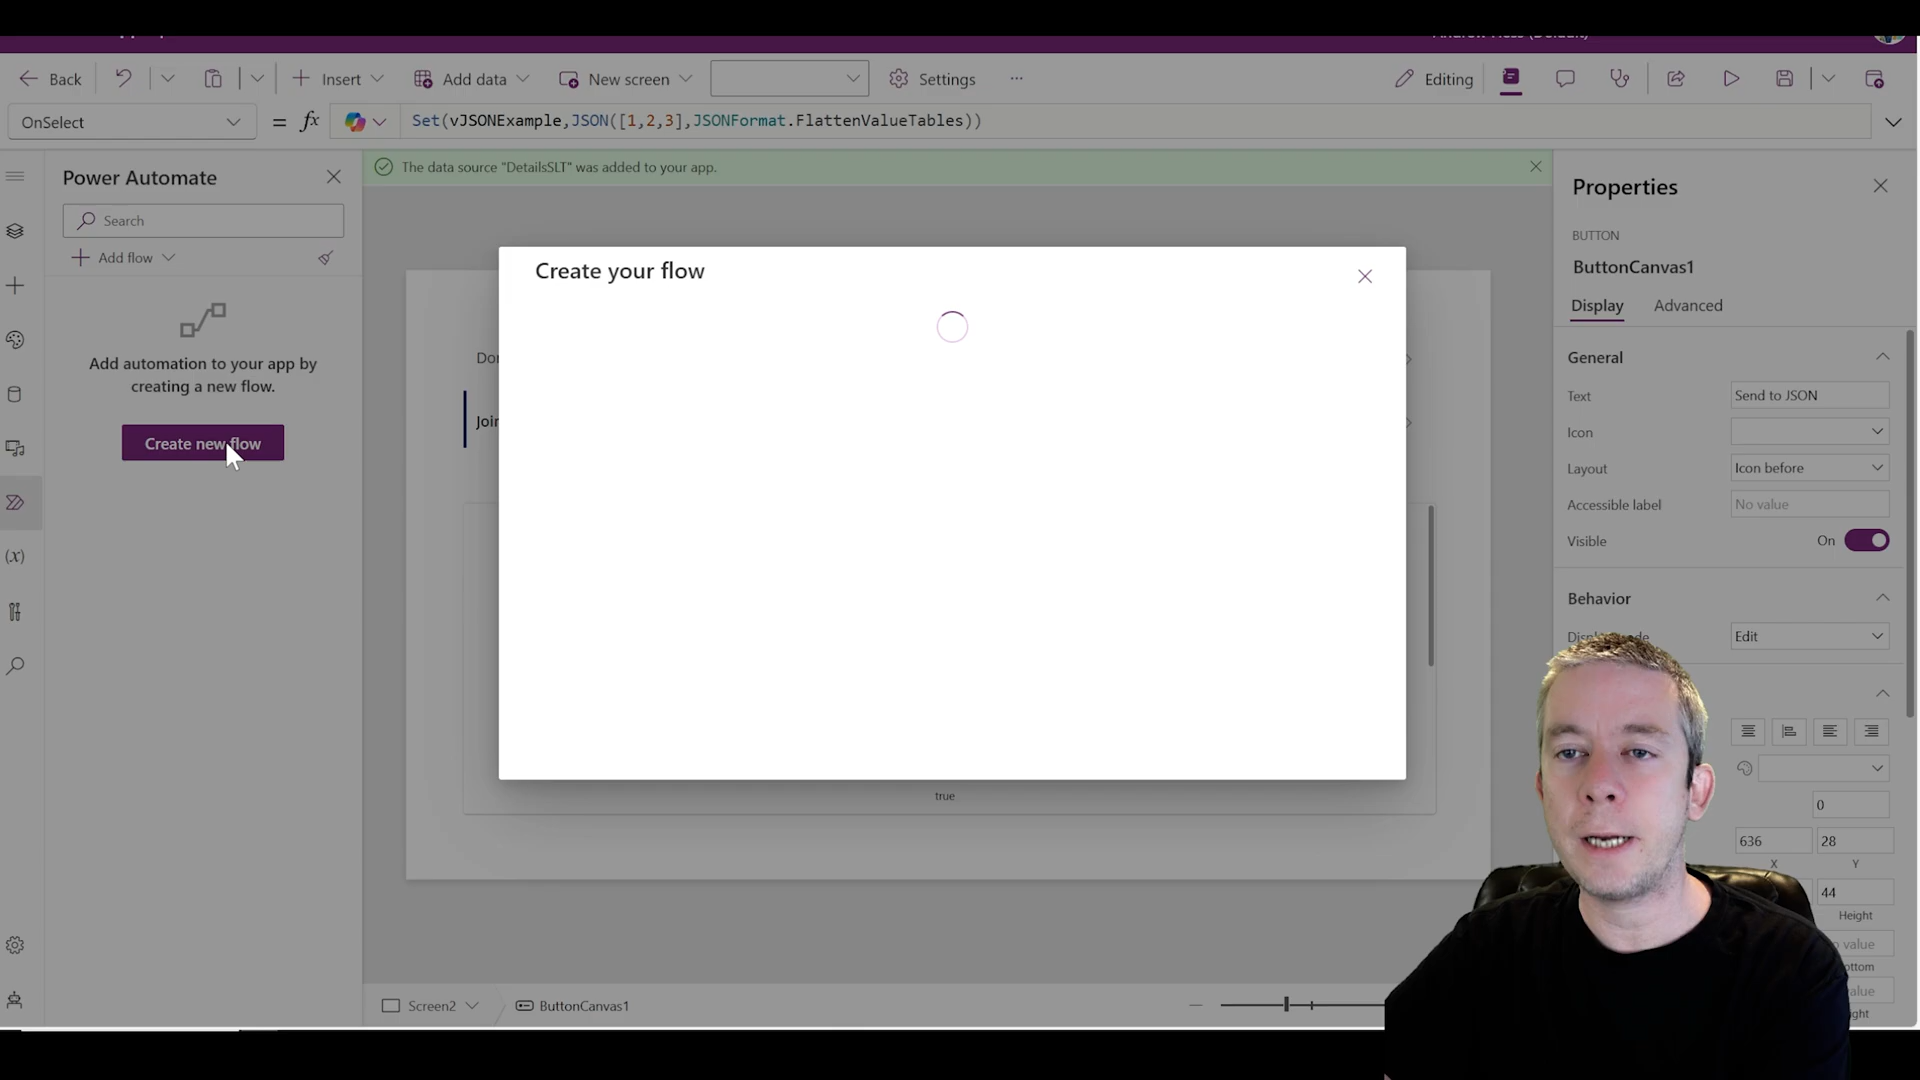 Back
Insert
Add data
New screen
Settings
...
Editing
OnSelect
= fx
Set(vJSONExample,JSON([1,2,3],JSONFormat.FlattenValueTables))
Power Automate
Search
Add flow
Add automation to your app by
creating a new flow.
Create new flow
The data source "DetailsSLT" was added to your app.
Create your flow
true
Screen2
ButtonCanvas1
Properties
BUTTON
ButtonCanvas1
Display
Advanced
General
Text
Send to JSON
Icon
Layout
Icon before
Accessible label
No value
Visible
On
Behavior
Edit
0
636
28
X
Y
44
Height
value